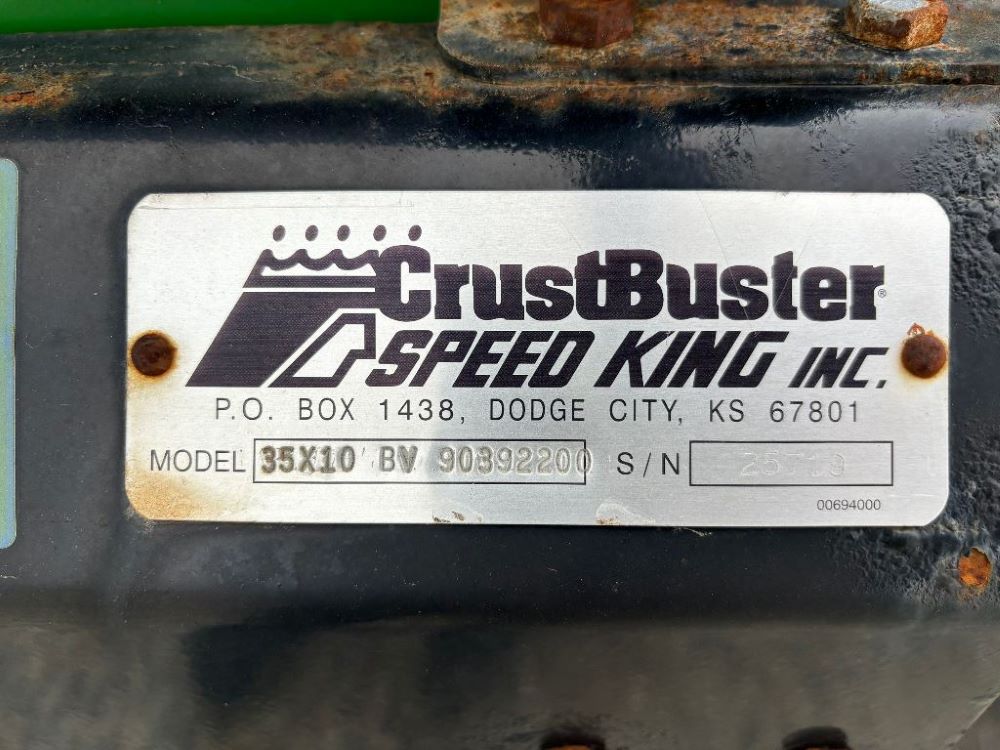 CrustBuster®
SPEED KING INC.
P.O. BOX 1438, DODGE CITY, KS 67801
MODEL 35X10 BV 90392200 S/N
00694000